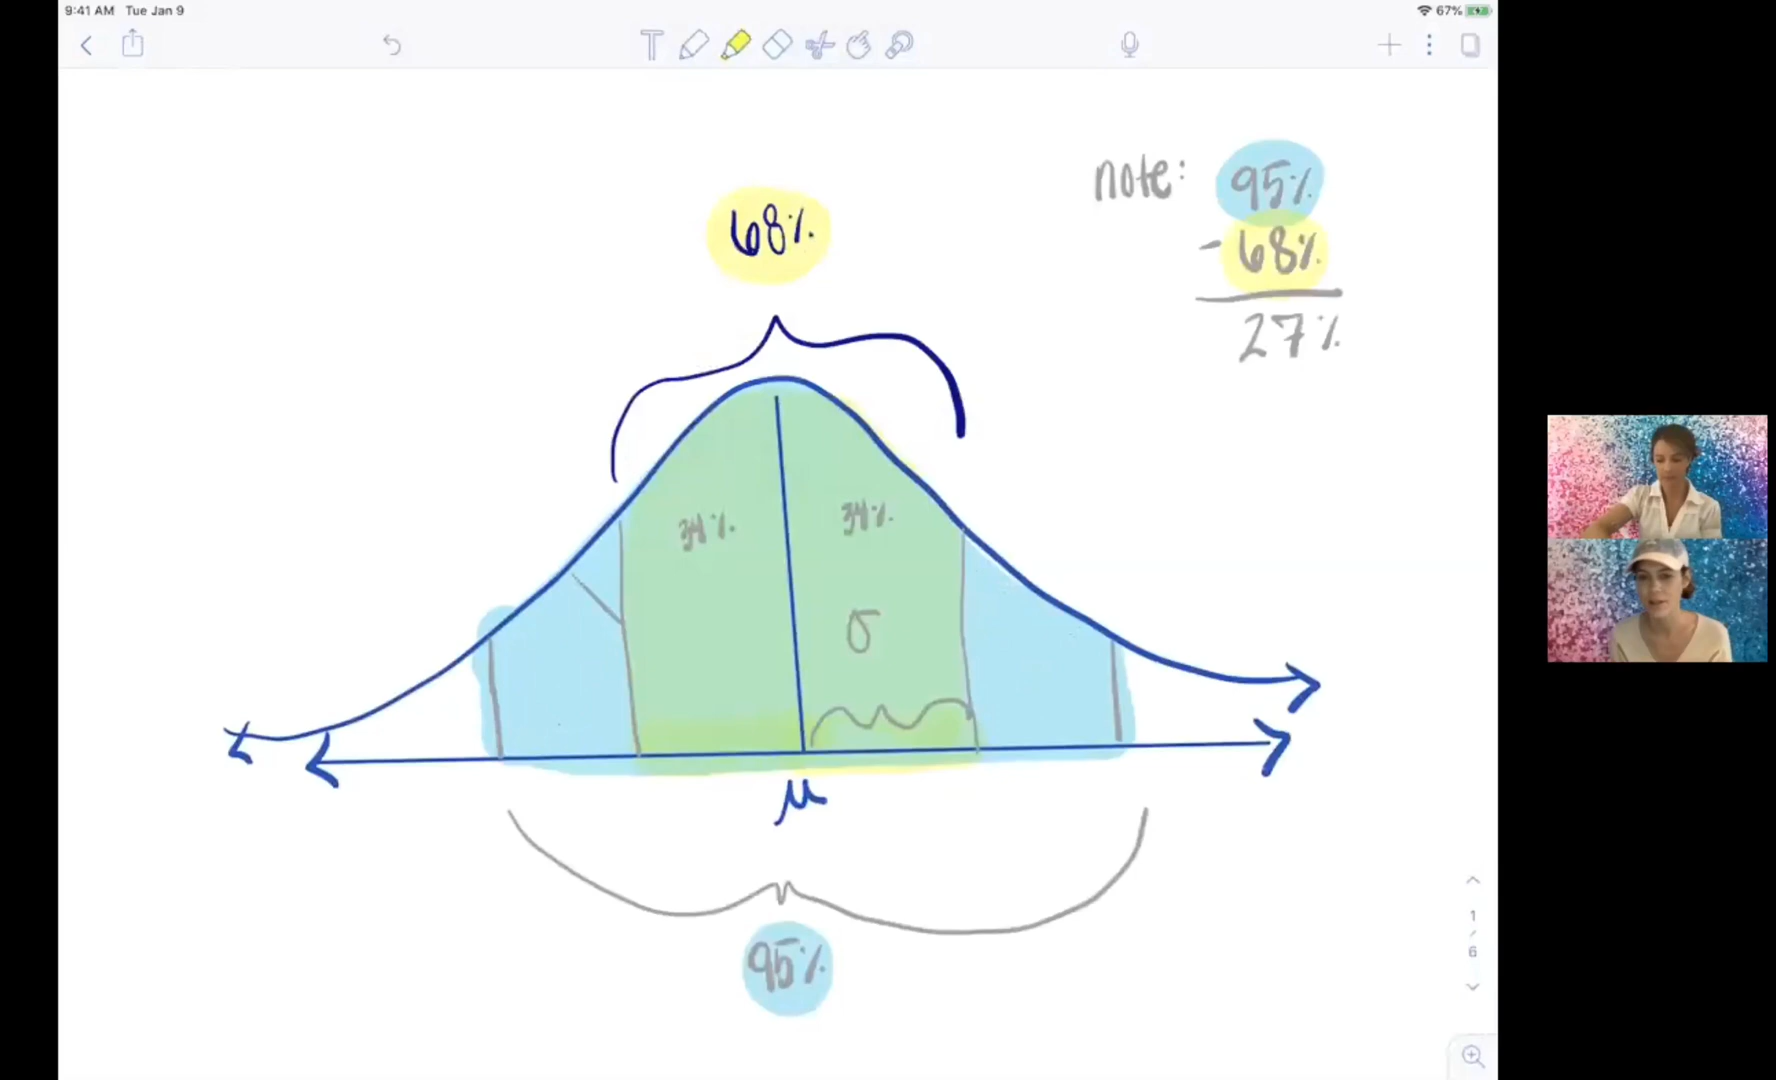 9:41 AM Tue Jan 9
67%
note: 95%
- 68%
27%
68%
34% 34%
σ
μ
95%
1
/
6